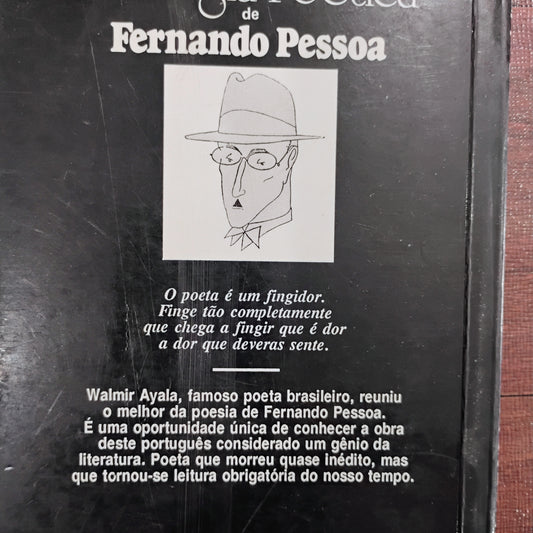 de
Fernando Pessoa
O poeta é um fingidor.
Finge tão completamente
que chega a fingir que é dor
a dor que deveras sente.
Walmir Ayala, famoso poeta brasileiro, reuniu
o melhor da poesia de Fernando Pessoa.
É uma oportunidade única de conhecer a obra
deste português considerado um gênio da
literatura. Poeta que morreu quase inédito, mas
que tornou-se leitura obrigatória do nosso tempo.